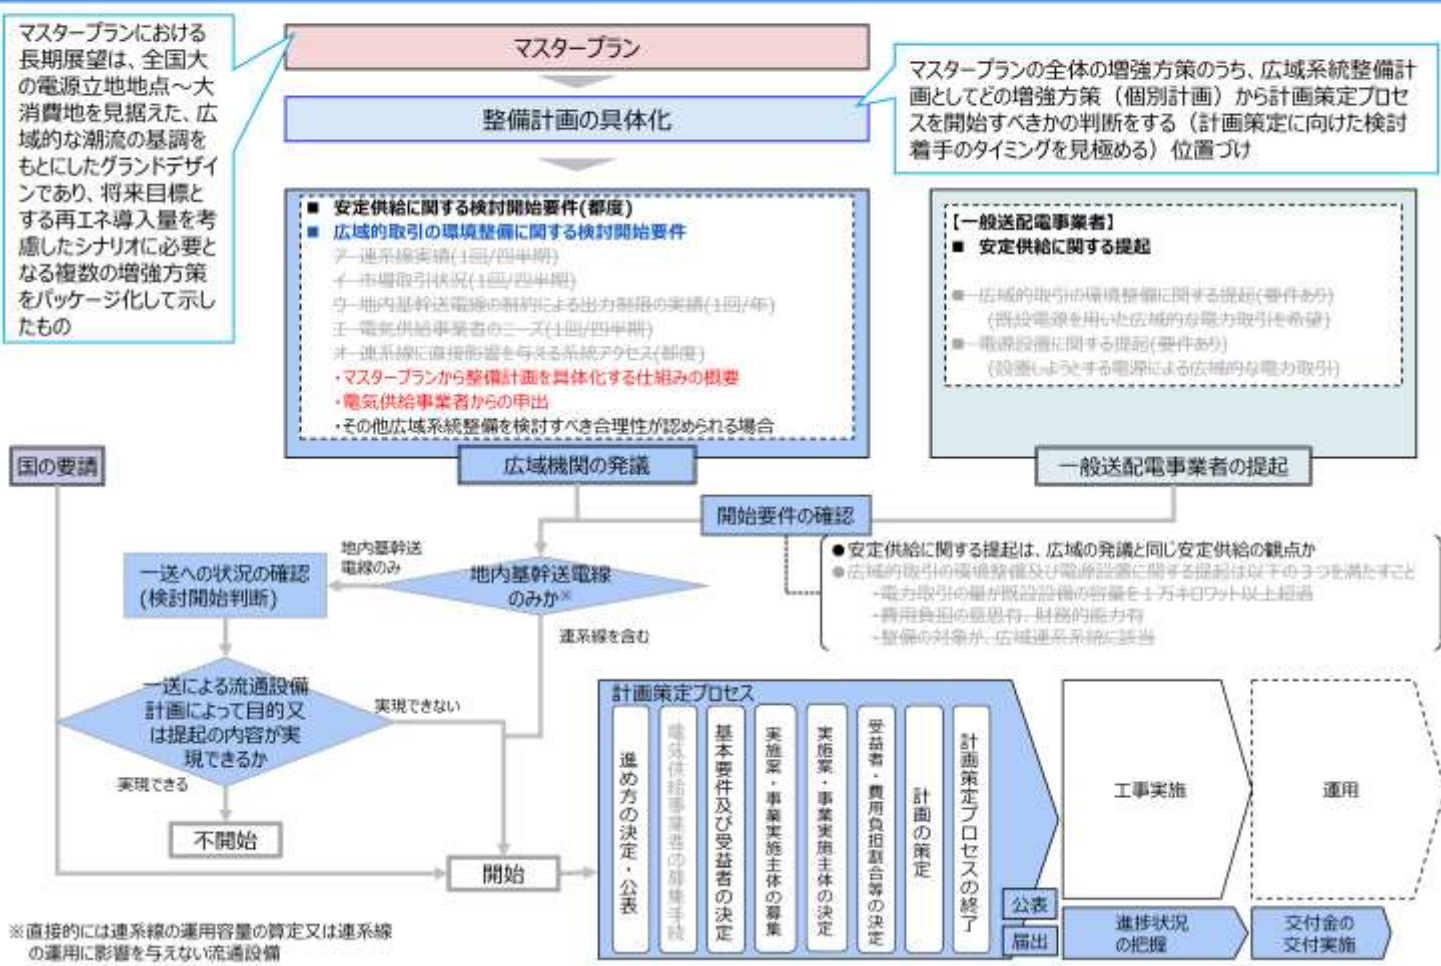 マスタープランにおける
長期展望は、全国大
の電源立地地点～大
消費地を見据えた、広
域的な潮流の基調を
もとにしたグランドデザイ
ンであり、将来目標と
する再エネ導入量を考
慮したシナリオに必要と
なる複数の増強方策
をパッケージ化して示し
たもの
マスタープラン
整備計画の具体化
マスタープランの全体の増強方策のうち、広域系統整備計
画としてどの増強方策（個別計画）から計画策定プロセ
スを開始すべきかの判断をする（計画策定に向けた検討
着手のタイミングを見極める）位置づけ
■ 安定供給に関する検討開始要件(都度)
■ 広域的取引の環境整備に関する検討開始要件
ア 連系線実績(1回/四半期)
イ 市場取引状況(1回/四半期)
ウ 地内基幹送電線の制約による出力制限の実績(1回/年)
エ 電気供給事業者のニーズ(1回/四半期)
オ 連系線に直接影響を与える系統アクセス(都度)
・マスタープランから整備計画を具体化する仕組みの概要
・電気供給事業者からの申出
・その他広域系統整備を検討すべき合理性が認められる場合
広域機関の発議
【一般送配電事業者】
■ 安定供給に関する提起
■ 広域的取引の環境整備に関する提起(要件あり)
(既設電源を用いた広域的な電力取引を希望)
■ 電源設置に関する提起(要件あり)
(設置しようとする電源による広域的な電力取引)
一般送配電事業者の提起
国の要請
開始要件の確認
●安定供給に関する提起は、広域の発議と同じ安定供給の観点か
●広域的取引の環境整備及び電源設置に関する提起は以下の3つを満たすこと
・電力取引の量が既設設備の容量を1万キロワット以上超過
・費用負担の意思有、財務的能力有
・整備の対象が、広域連系系統に該当
地内基幹送
電線のみ
一送への状況の確認
(検討開始判断)
地内基幹送電線
のみか※
連系線を含む
一送による流通設備
計画によって目的又
は提起の内容が実
現できるか
実現できない
実現できる
不開始
開始
計画策定プロセス
進め方の決定・公表
電気供給事業者の募集手続
基本要件及び受益者の決定
実施案・事業実施主体の募集
実施案・事業実施主体の決定
受益者・費用負担割合等の決定
計画の策定
計画策定プロセスの終了
公表
届出
工事実施
運用
進捗状況
の把握
交付金の
交付実施
※直接的には連系線の運用容量の算定又は連系線
の運用に影響を与えない流通設備